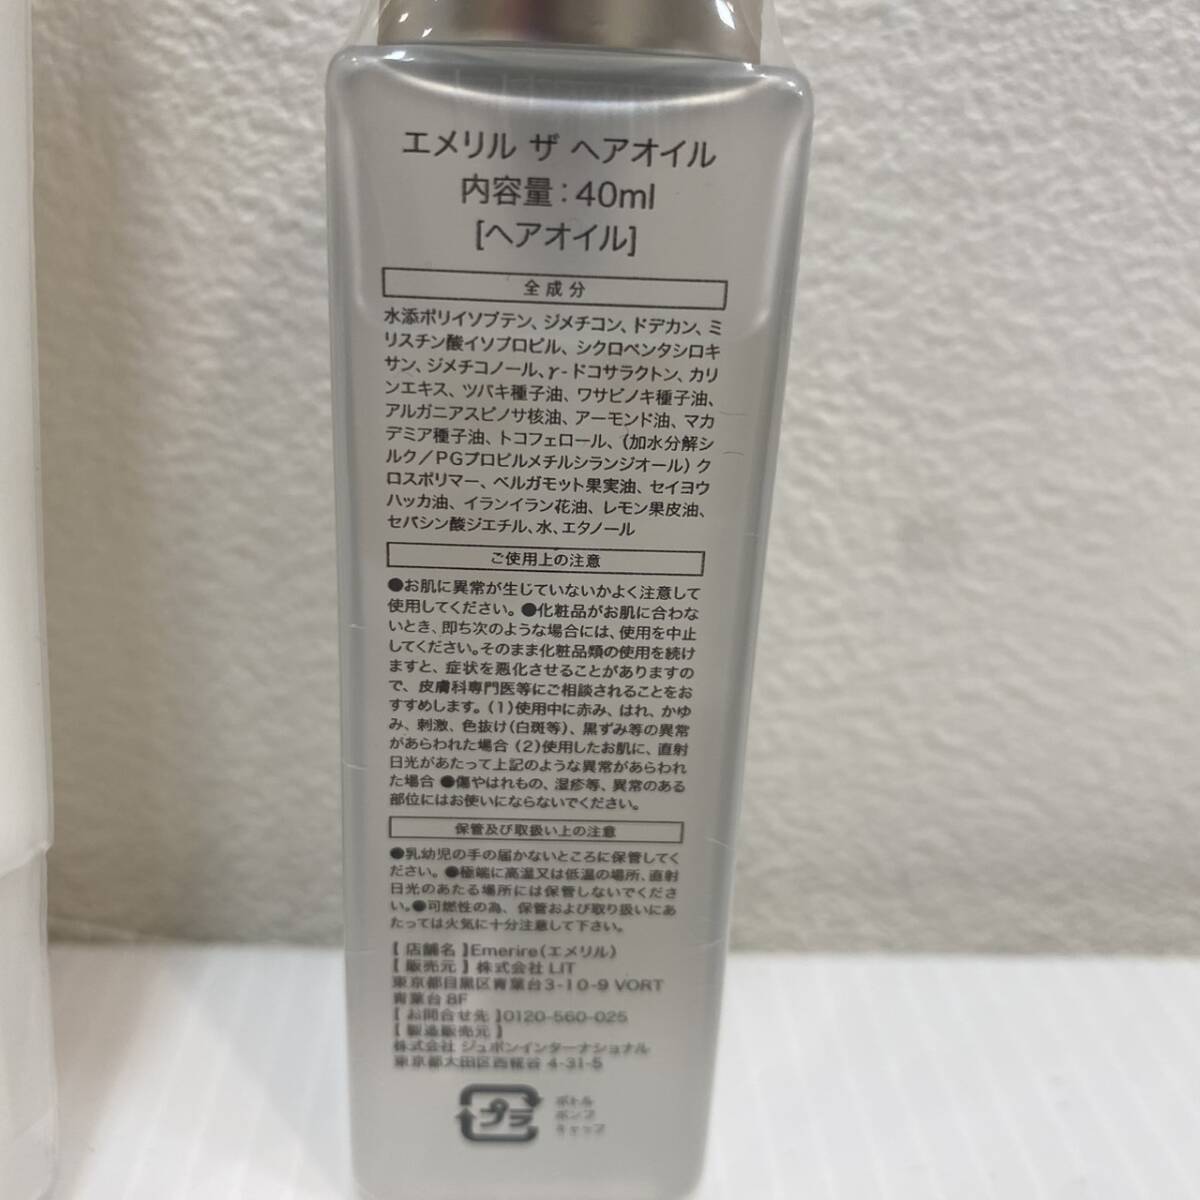 エメリル ザ ヘアオイル
内容量：40ml
[ヘアオイル]
全成分
水添ポリイソブテン、ジメチコン、ドデカン、ミ
リスチン酸イソプロピル、シクロペンタシロキ
サン、ジメチコノール、γ-ドコサラクトン、カリ
ンエキス、ツバキ種子油、ワサビノキ種子油、
アルガニアスピノサ核油、アーモンド油、マカ
デミア種子油、トコフェロール、（加水分解シ
ルク／PGプロピルメチルシランジオール）ク
ロスポリマー、ベルガモット果実油、セイヨウ
ハッカ油、イランイラン花油、レモン果皮油、
セバシン酸ジエチル、水、エタノール
ご使用上の注意
●お肌に異常が生じていないかよく注意して
使用してください。●化粧品がお肌に合わな
いとき、即ち次のような場合には、使用を中止
してください。そのまま化粧品類の使用を続け
ますと、症状を悪化させることがありますの
で、皮膚科専門医等にご相談されることをお
すすめします。(1)使用中に赤み、はれ、かゆ
み、刺激、色抜け(白斑等)、黒ずみ等の異常
があらわれた場合 (2)使用したお肌に、直射
日光があたって上記のような異常があらわれ
た場合 ●傷やはれもの、湿疹等、異常のある
部位にはお使いにならないでください。
保管及び取扱い上の注意
●乳幼児の手の届かないところに保管してく
ださい。●極端に高温又は低温の場所、直射
日光のあたる場所には保管しないでくださ
い。●可燃性の為、保管および取り扱いにあ
たっては火気に十分注意して下さい。
【 店舗名 】Emerire(エメリル)
【 販売元 】株式会社 LIT
東京都目黒区青葉台3-10-9 VORT
青葉台 8F
【 お問合せ先 】0120-560-025
【 製造販売元 】
株式会社 ジュポンインターナショナル
東京都大田区西糀谷 4-31-5
プラ
ボトル
ポンプ
キャップ